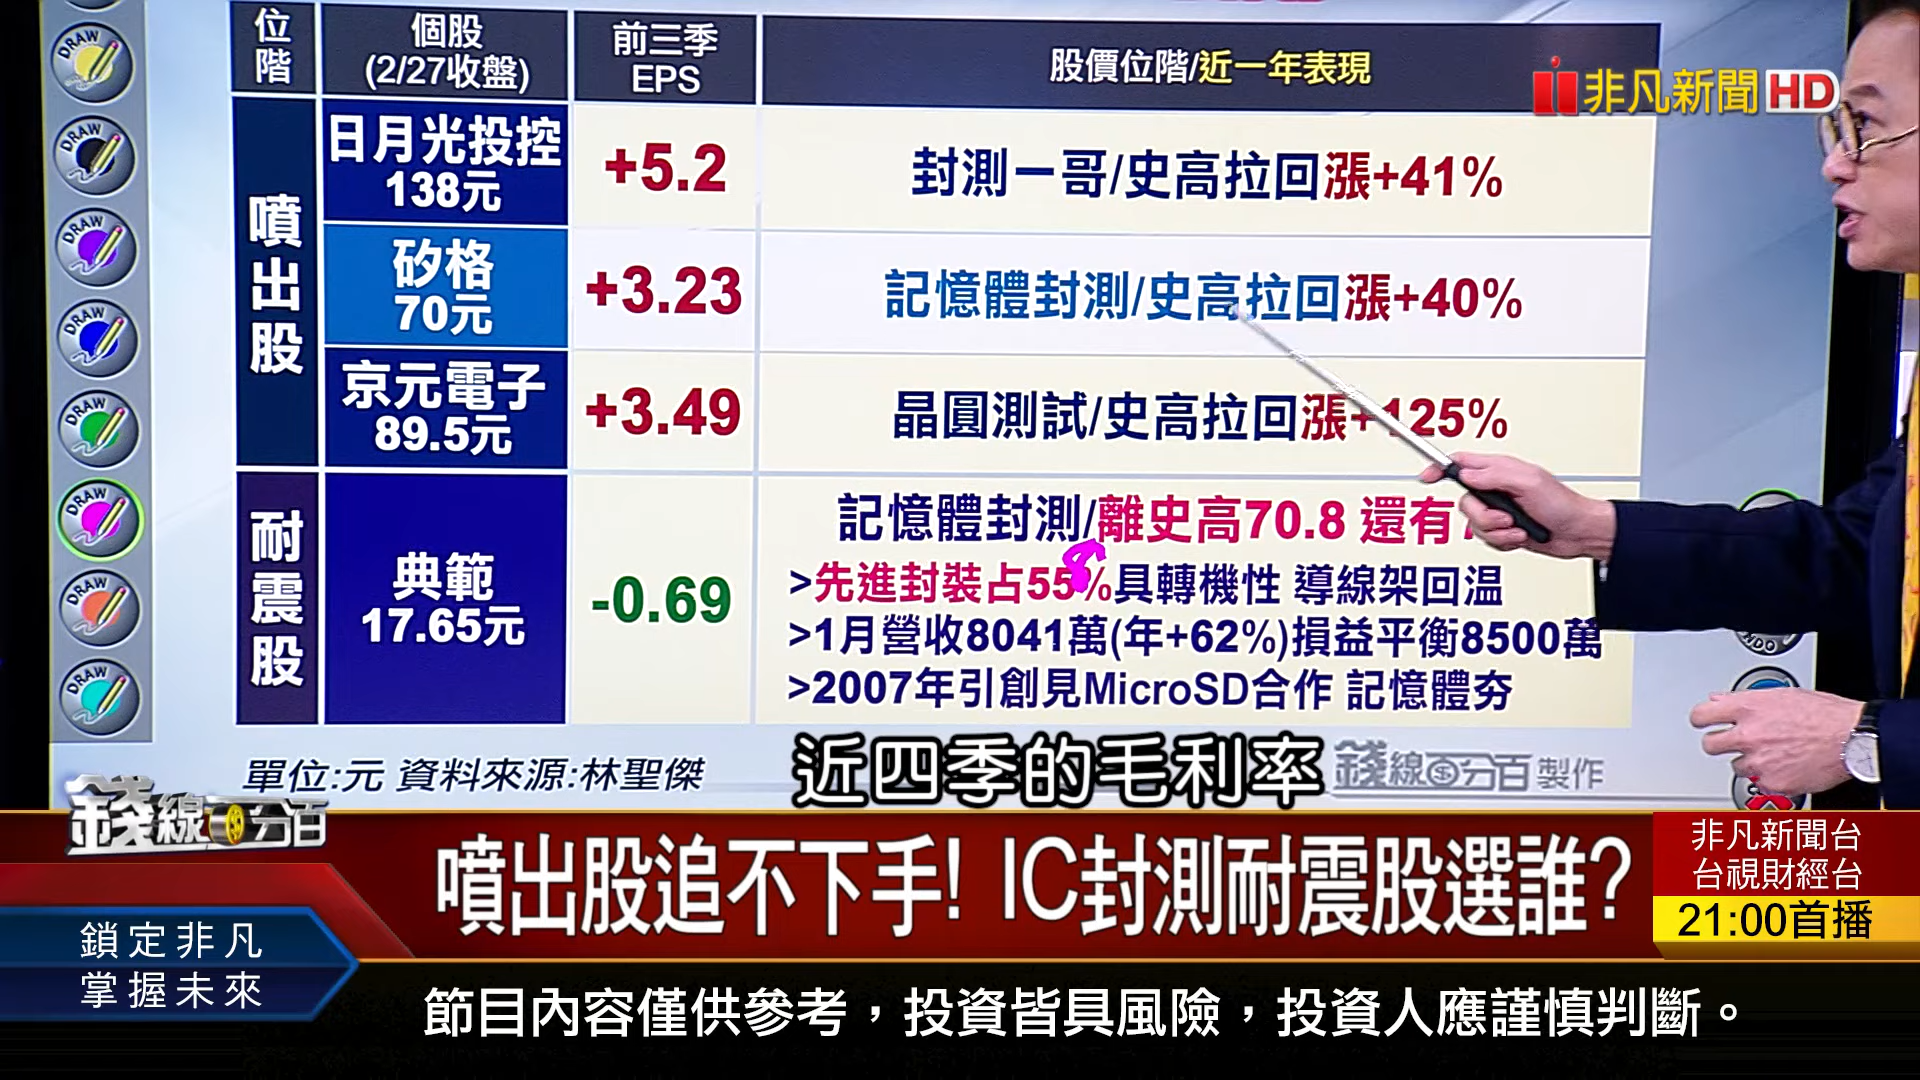 位階
個股
(2/27收盤)
前三季
EPS
股價位階/近一年表現
非凡新聞HD
噴出股
日月光投控
138元
+5.2
封測一哥/史高拉回漲+41%
矽格
70元
+3.23
記憶體封測/史高拉回漲+40%
京元電子
89.5元
+3.49
晶圓測試/史高拉回漲+125%
耐震股
典範
17.65元
-0.69
記憶體封測/離史高70.8 還有
8
>先進封裝占55%具轉機性 導線架回温
>1月營收8041萬(年+62%)損益平衡8500萬
>2007年引創見MicroSD合作 記憶體夯
DRAW
DRAW
DRAW
DRAW
DRAW
DRAW
DRAW
DRAW
單位:元 資料來源:林聖傑
近四季的毛利率
錢線百分百 製作
錢線百分百
噴出股追不下手! IC封測耐震股選誰?
非凡新聞台
台視財經台
21:00首播
鎖定非凡
掌握未來
節目內容僅供參考，投資皆具風險，投資人應謹慎判斷。